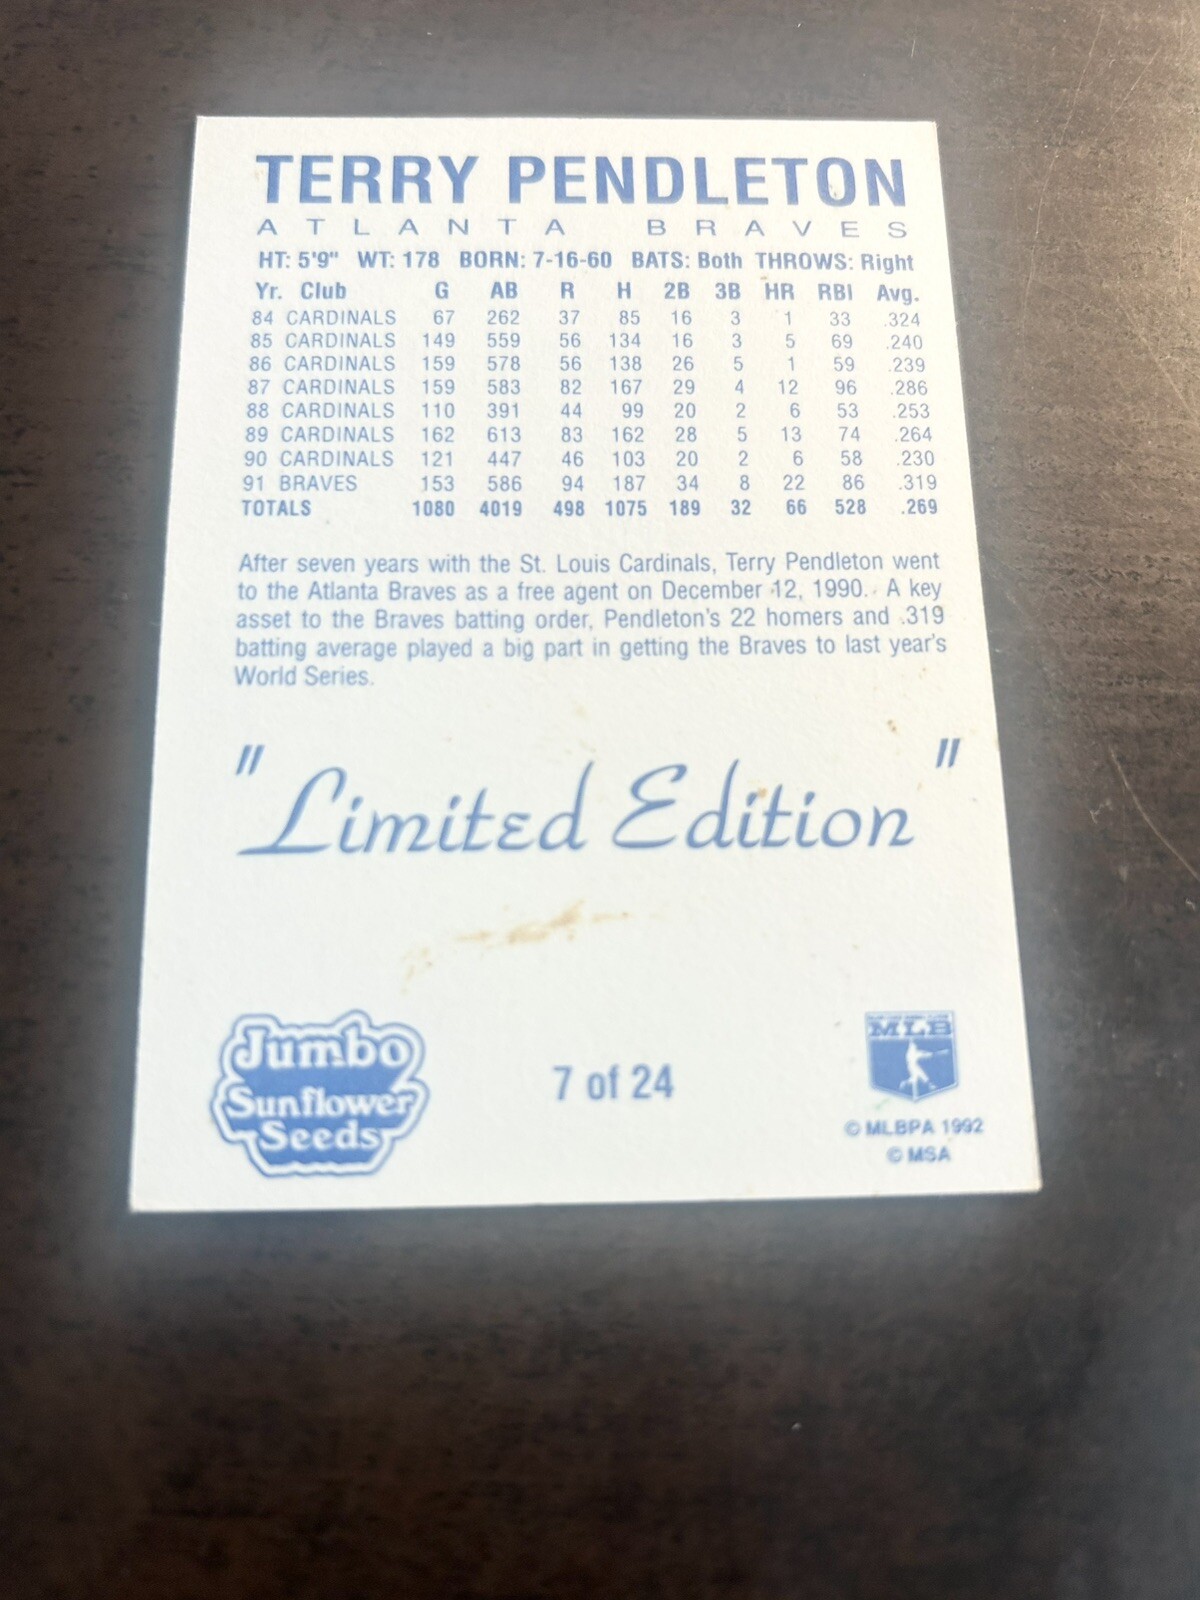 TERRY PENDLETON
ATLANTA BRAVES
HT: 5'9" WT: 178 BORN: 7-16-60 BATS: Both THROWS: Right
Yr. Club G AB R H 2B 3B HR RBI Avg.
84 CARDINALS 67 262 37 85 16 3 1 33 .324
85 CARDINALS 149 559 56 134 16 3 5 69 .240
86 CARDINALS 159 578 56 138 26 5 1 59 .239
87 CARDINALS 159 583 82 167 29 4 12 96 .286
88 CARDINALS 110 391 44 99 20 2 6 53 .253
89 CARDINALS 162 613 83 162 28 5 13 74 .264
90 CARDINALS 121 447 46 103 20 2 6 58 .230
91 BRAVES 153 586 94 187 34 8 22 86 .319
TOTALS 1080 4019 498 1075 189 32 66 528 .269
After seven years with the St. Louis Cardinals, Terry Pendleton went
to the Atlanta Braves as a free agent on December 12, 1990. A key
asset to the Braves batting order, Pendleton's 22 homers and .319
batting average played a big part in getting the Braves to last year's
World Series.
"Limited Edition"
Jumbo
Sunflower
Seeds
7 of 24
MLB
© MLBPA 1992
© MSA